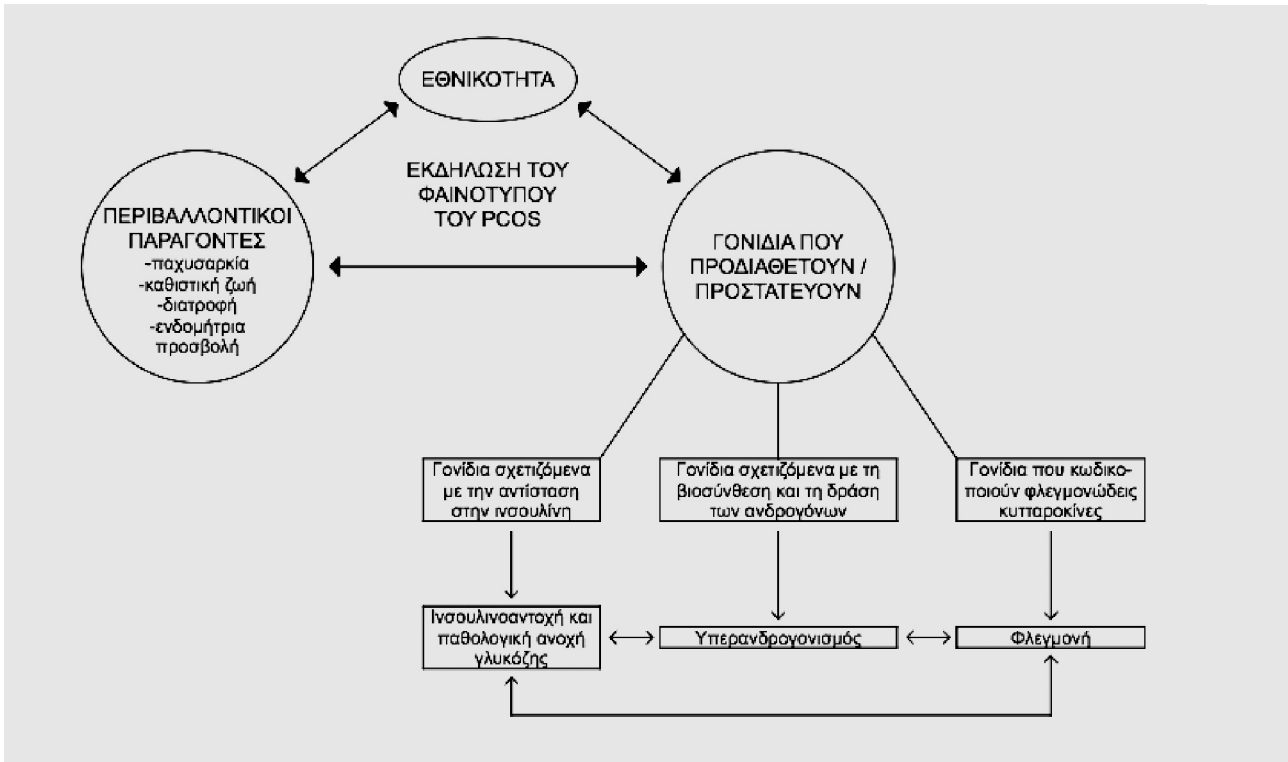 ΕΘΝΙΚΟΤΗΤΑ
ΕΚΔΗΛΩΣΗ ΤΟΥ
ΦΑΙΝΟΤΥΠΟΥ
ΤΟΥ PCOS
ΠΕΡΙΒΑΛΛΟΝΤΙΚΟΙ
ΠΑΡΑΓΟΝΤΕΣ
-παχυσαρκία
-καθιστική ζωή
-διατροφή
-ενδομήτρια
προσβολή
ΓΟΝΙΔΙΑ ΠΟΥ
ΠΡΟΔΙΑΘΕΤΟΥΝ /
ΠΡΟΣΤΑΤΕΥΟΥΝ
Γονίδια σχετιζόμενα
με την αντίσταση
στην ινσουλίνη
Γονίδια σχετιζόμενα με τη
βιοσύνθεση και τη δράση
των ανδρογόνων
Γονίδια που κωδικο-
ποιούν φλεγμονώδεις
κυτταροκίνες
Ινσουλινοαντοχή και
παθολογική ανοχή
γλυκόζης
Υπερανδρογονισμός
Φλεγμονή